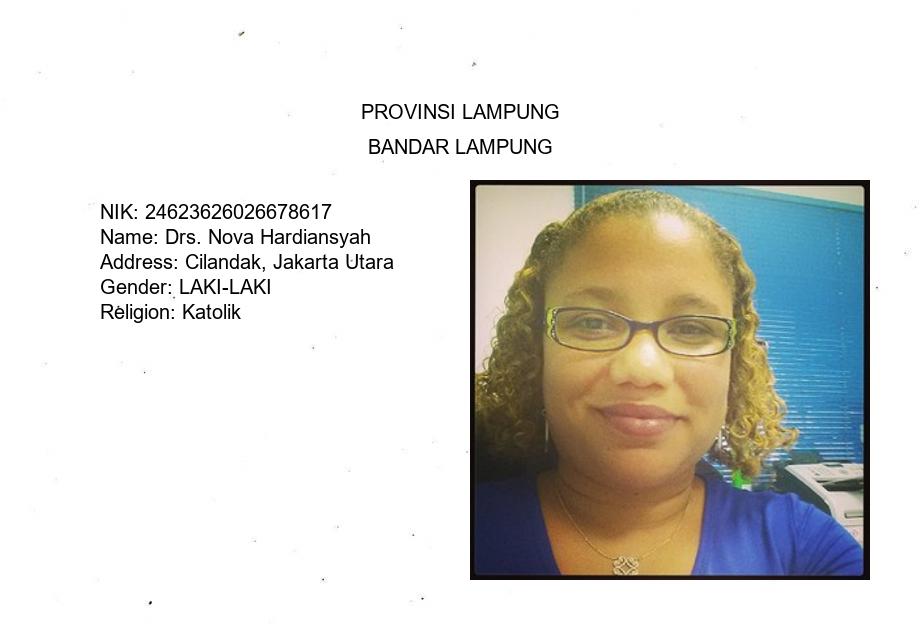 PROVINSI LAMPUNG
BANDAR LAMPUNG
NIK: 24623626026678617
Name: Drs. Nova Hardiansyah
Address: Cilandak, Jakarta Utara
Gender: LAKI-LAKI
Religion: Katolik